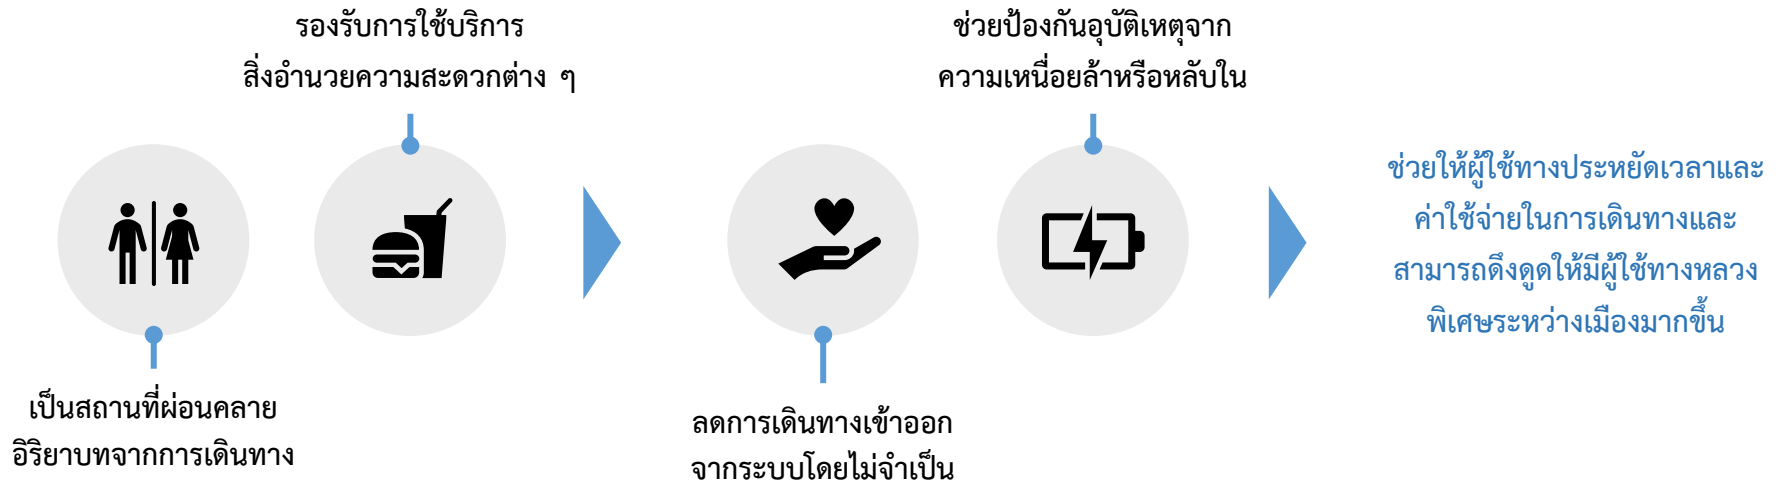 รองรับการใช้บริการ
สิ่งอำนวยความสะดวกต่าง ๆ
เป็นสถานที่ผ่อนคลาย
อิริยาบทจากการเดินทาง
ช่วยป้องกันอุบัติเหตุจาก
ความเหนื่อยล้าหรือหลับใน
ลดการเดินทางเข้าออก
จากระบบโดยไม่จำเป็น
ช่วยให้ผู้ใช้ทางประหยัดเวลาและ
ค่าใช้จ่ายในการเดินทางและ
สามารถดึงดูดให้มีผู้ใช้ทางหลวง
พิเศษระหว่างเมืองมากขึ้น